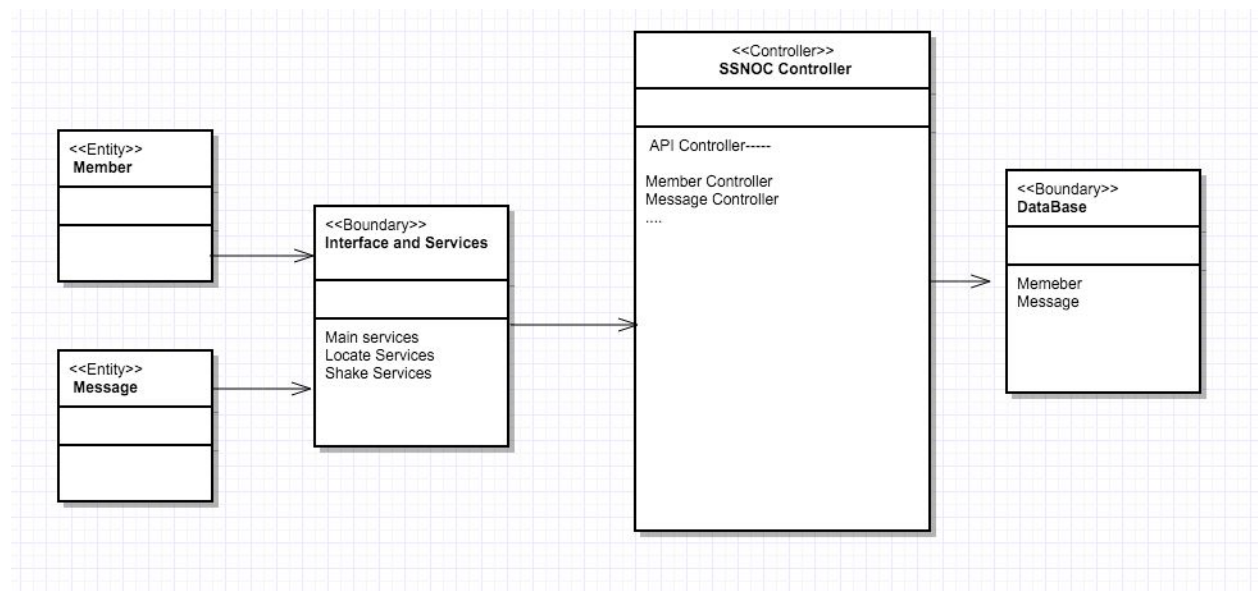 <<Entity>>
Member
<<Entity>>
Message
<<Boundary>>
Interface and Services
Main services
Locate Services
Shake Services
<<Controller>>
SSNOC Controller
API Controller-----
Member Controller
Message Controller
....
<<Boundary>>
DataBase
Memeber
Message